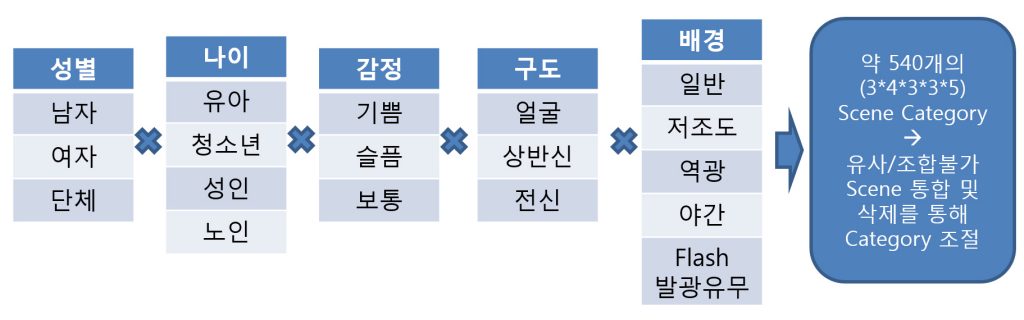 성별
남자
여자
단체
나이
유아
청소년
성인
노인
감정
기쁨
슬픔
보통
구도
얼굴
상반신
전신
배경
일반
저조도
역광
야간
Flash
발광유무
약 540개의
(3*4*3*3*5)
Scene Category
→
유사/조합불가
Scene 통합 및
삭제를 통해
Category 조절